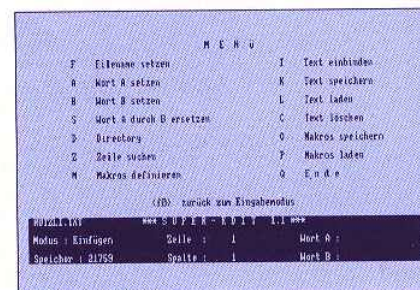 M E N ü
F Filename setzen I Text einbinden
A Wort A setzen K Text speichern
B Wort B setzen L Text laden
S Wort A durch B ersetzen C Text löschen
D Directory O Makros speichern
Z Zeile suchen P Makros laden
M Makros definieren Q E n d e
zurück zum Eingabemodus
*** S U P E R - E D I T 1.1 ***
Modus : Einfügen Zeile : 1 Wort A :
Speicher : 21759 Spalte : 1 Wort B :